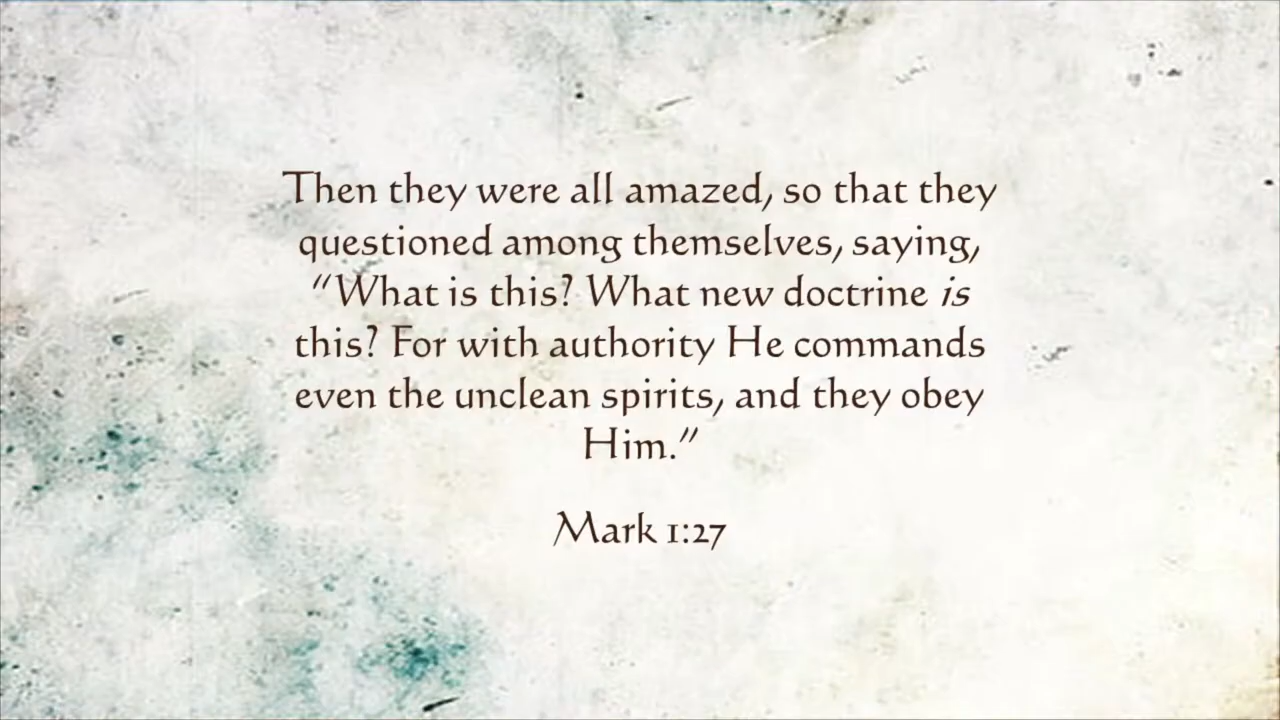 Then they were all amazed, so that they
questioned among themselves, saying,
“What is this? What new doctrine is
this? For with authority He commands
even the unclean spirits, and they obey
Him.”
Mark 1:27